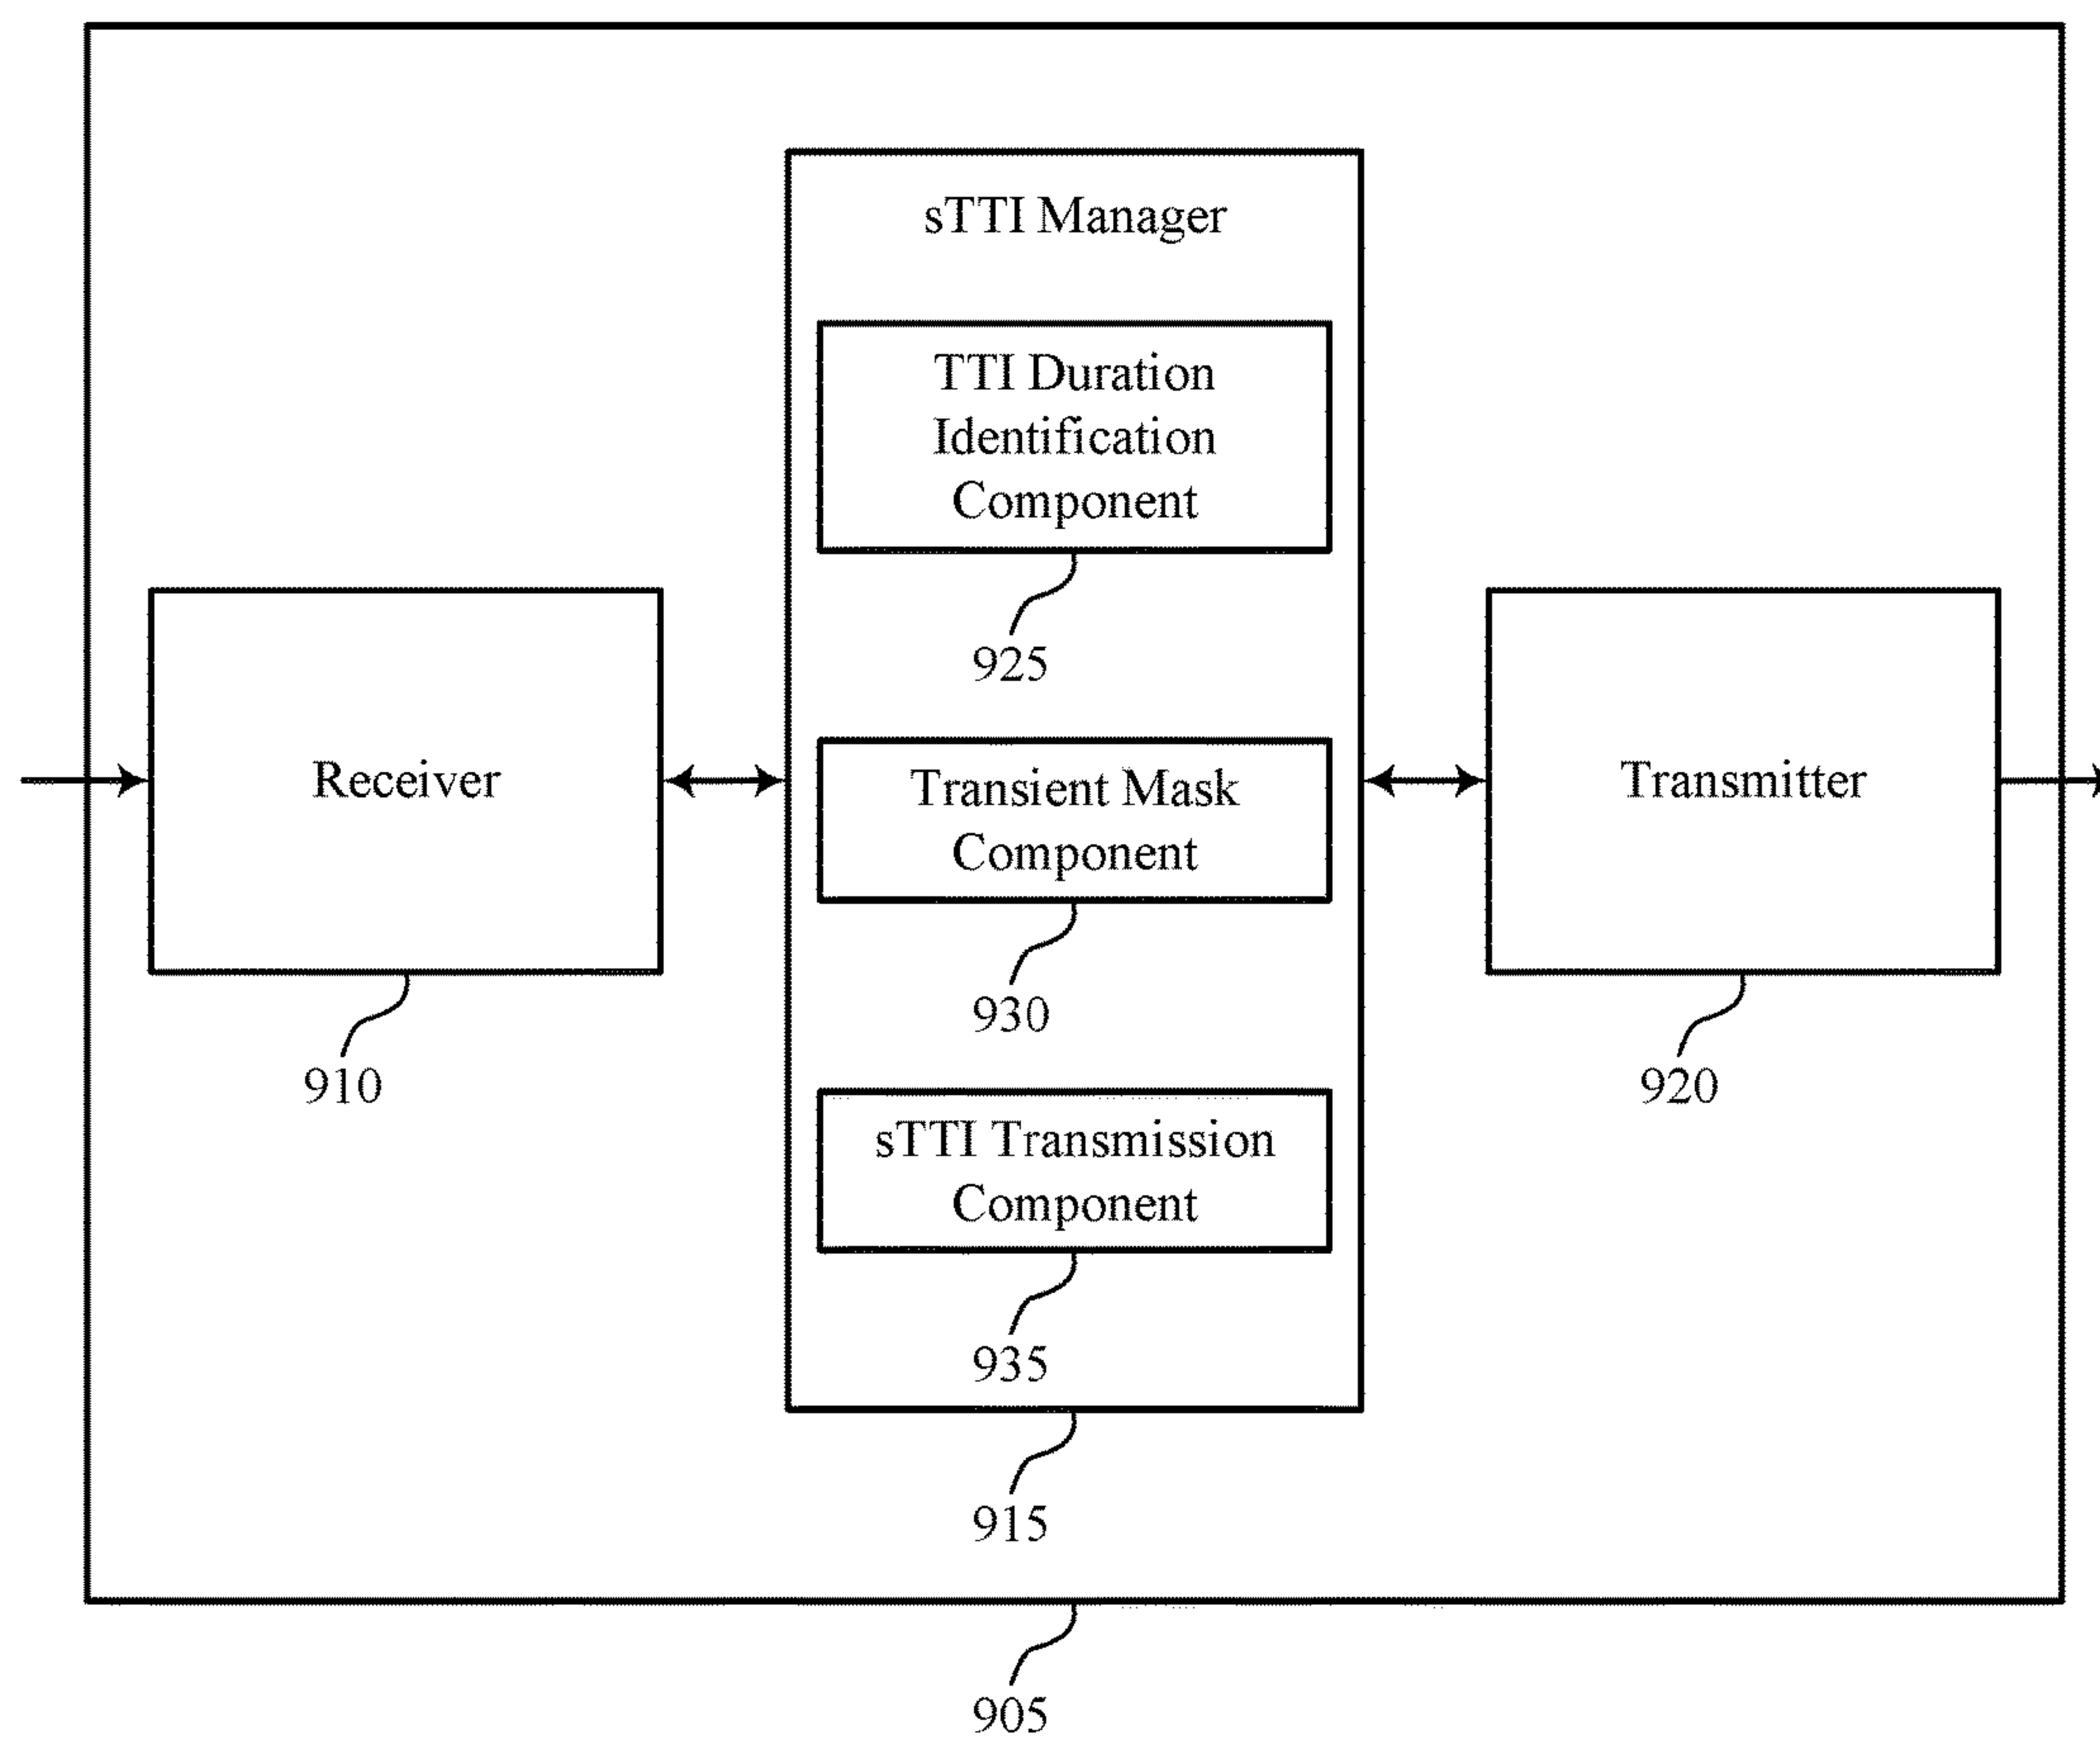 sTTI Manager
TTI Duration
Identification
Component
925
Receiver
910
Transient Mask
Component
930
Transmitter
920
sTTI Transmission
Component
935
915
905